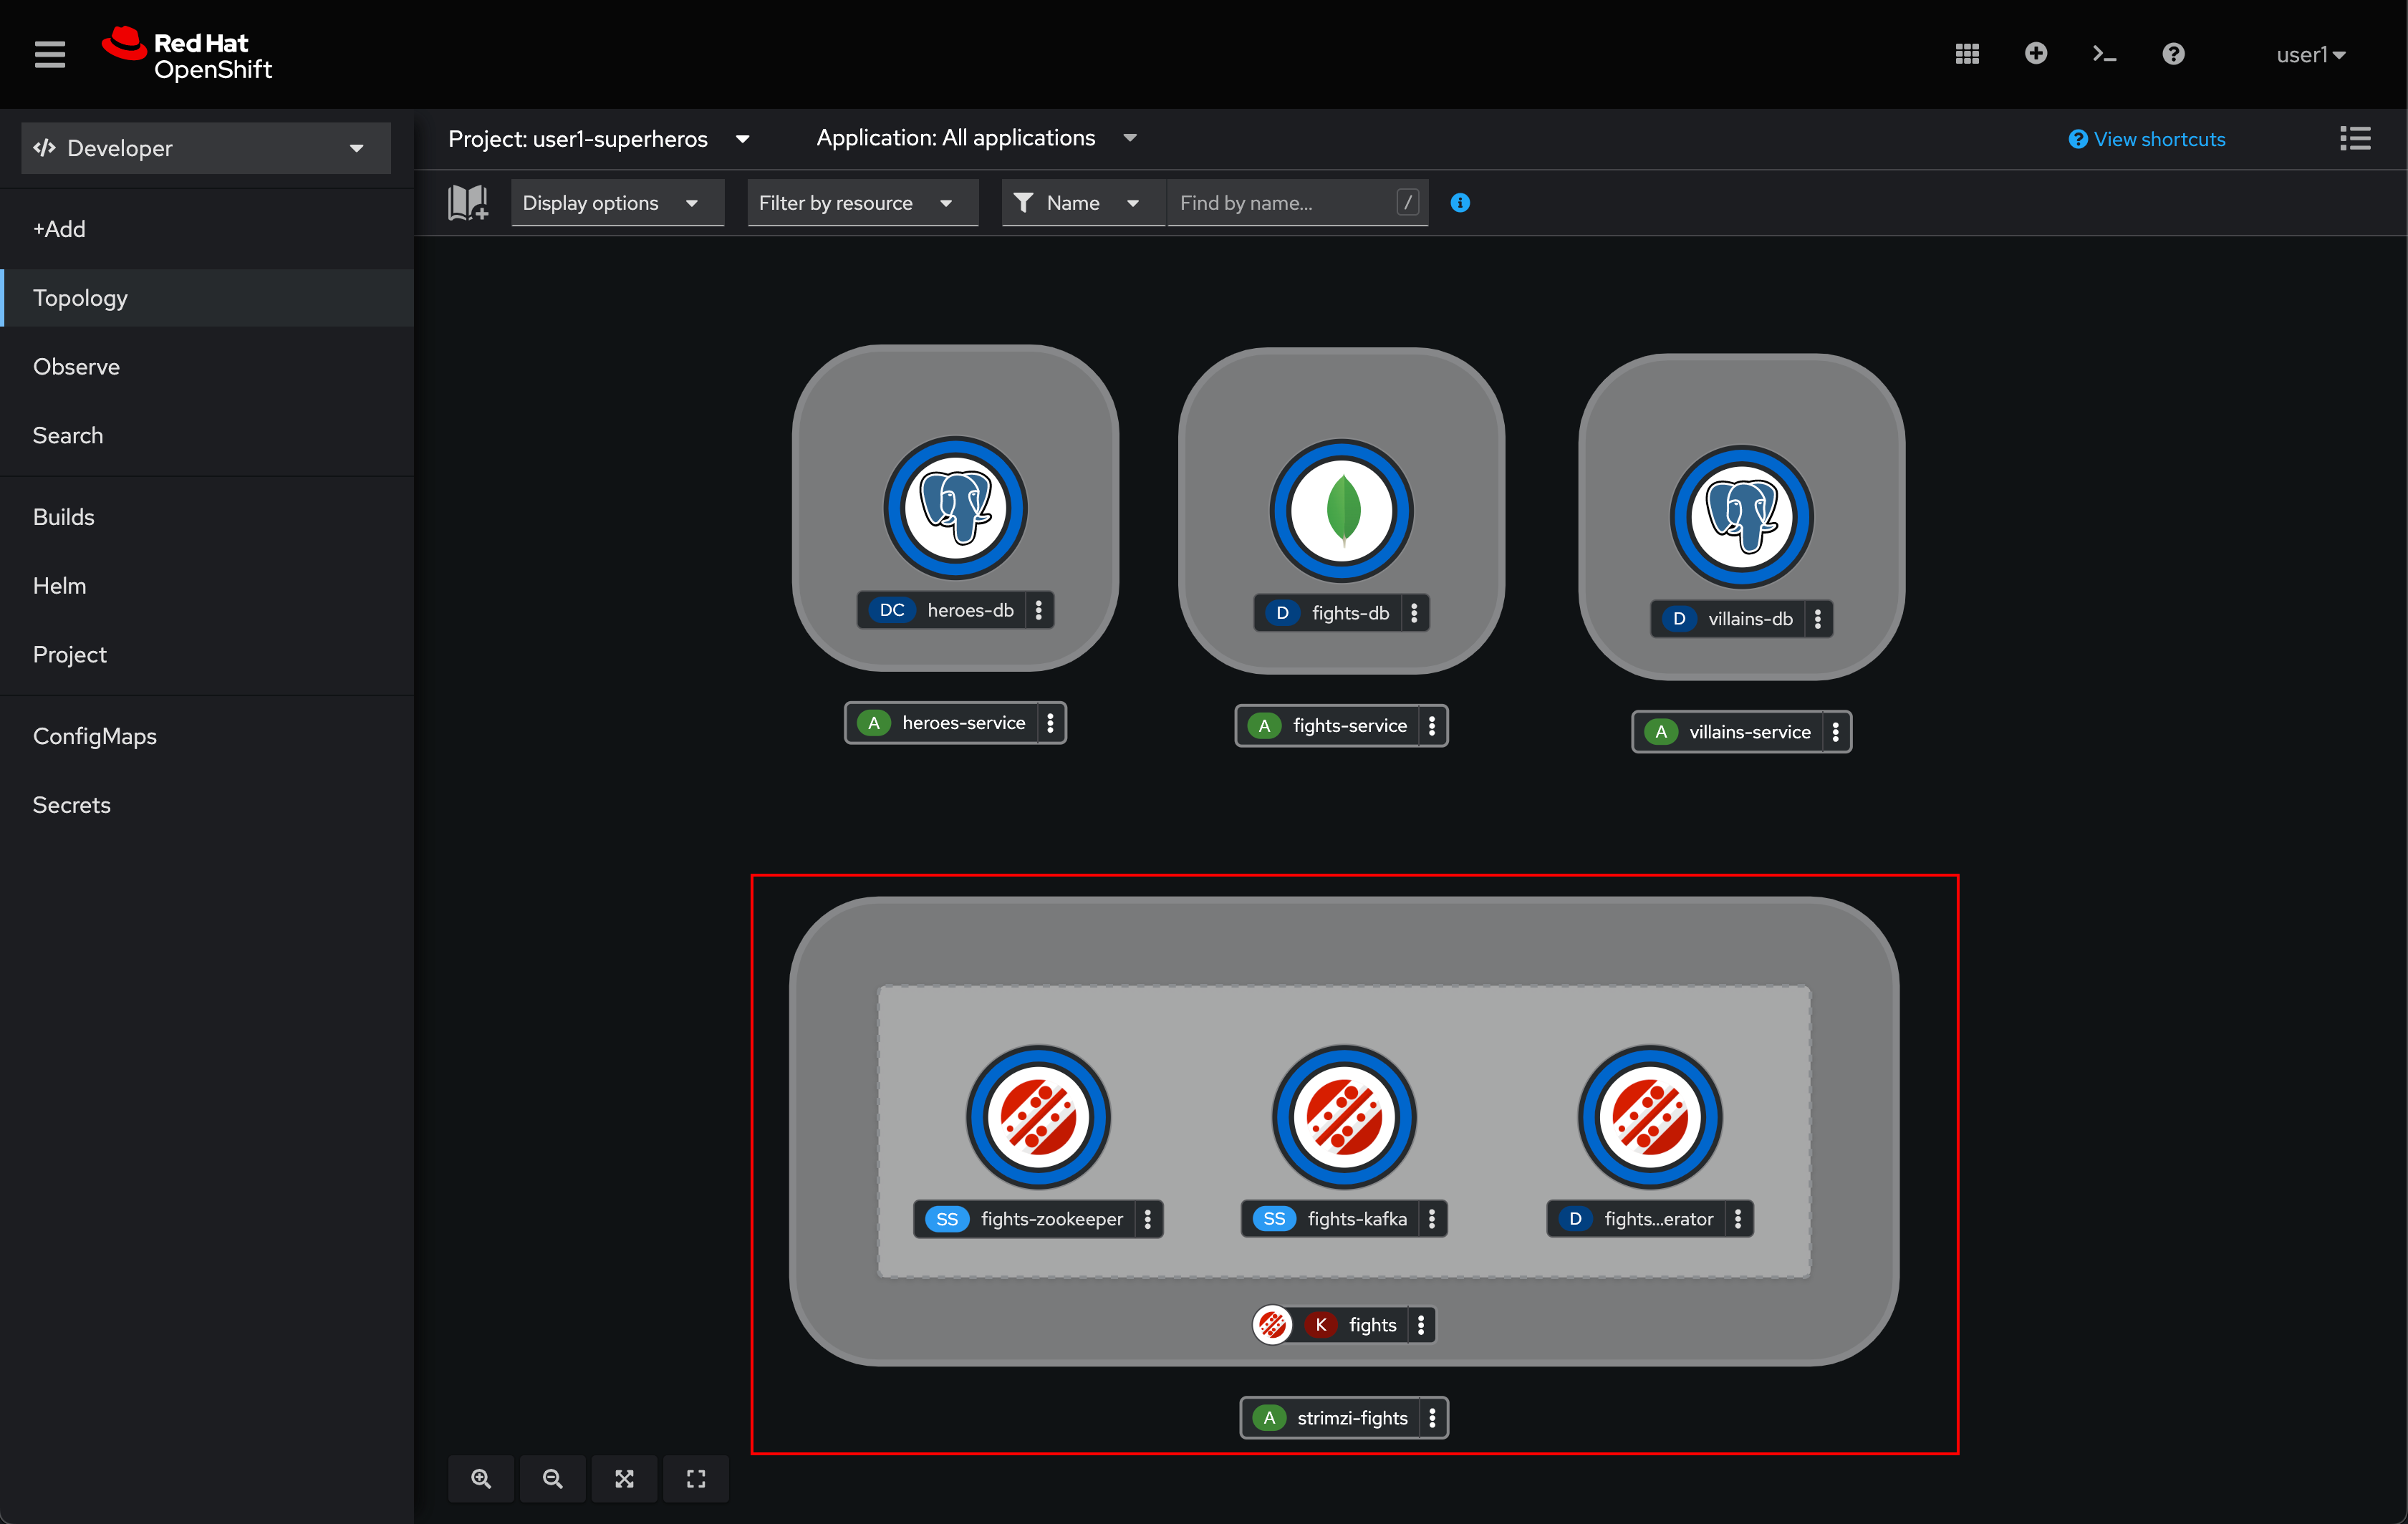 Red Hat
OpenShift
user1
Developer
Project: user1-superheros
Application: All applications
View shortcuts
Display options
Filter by resource
Name
Find by name...
/
+Add
Topology
Observe
Search
Builds
Helm
Project
ConfigMaps
Secrets
DC heroes-db
D fights-db
D villains-db
A heroes-service
A fights-service
A villains-service
SS fights-zookeeper
SS fights-kafka
D fights...erator
K fights
A strimzi-fights